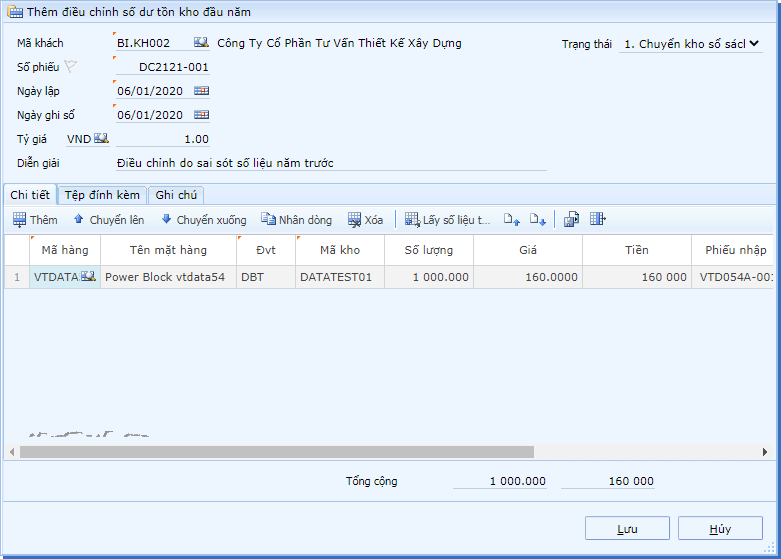 Thêm điều chỉnh số dư tồn kho đầu năm
Mã khách BI.KH002 Công Ty Cổ Phần Tư Vấn Thiết Kế Xây Dựng Trạng thái 1. Chuyển kho sổ sácl
Số phiếu DC2121-001
Ngày lập 06/01/2020
Ngày ghi sổ 06/01/2020
Tỷ giá VND 1.00
Diễn giải Điều chỉnh do sai sót số liệu năm trước
Chi tiết Tệp đính kèm Ghi chú
Thêm Chuyển lên Chuyển xuống Nhân dòng Xóa Lấy số liệu t...
Mã hàng Tên mặt hàng Đvt Mã kho Số lượng Giá Tiền Phiếu nhập
1 VTDATA Power Block vtdata54 DBT DATATEST01 1 000.000 160.0000 160 000 VTD054A-001
Tổng cộng 1 000.000 160 000
Lưu Hủy